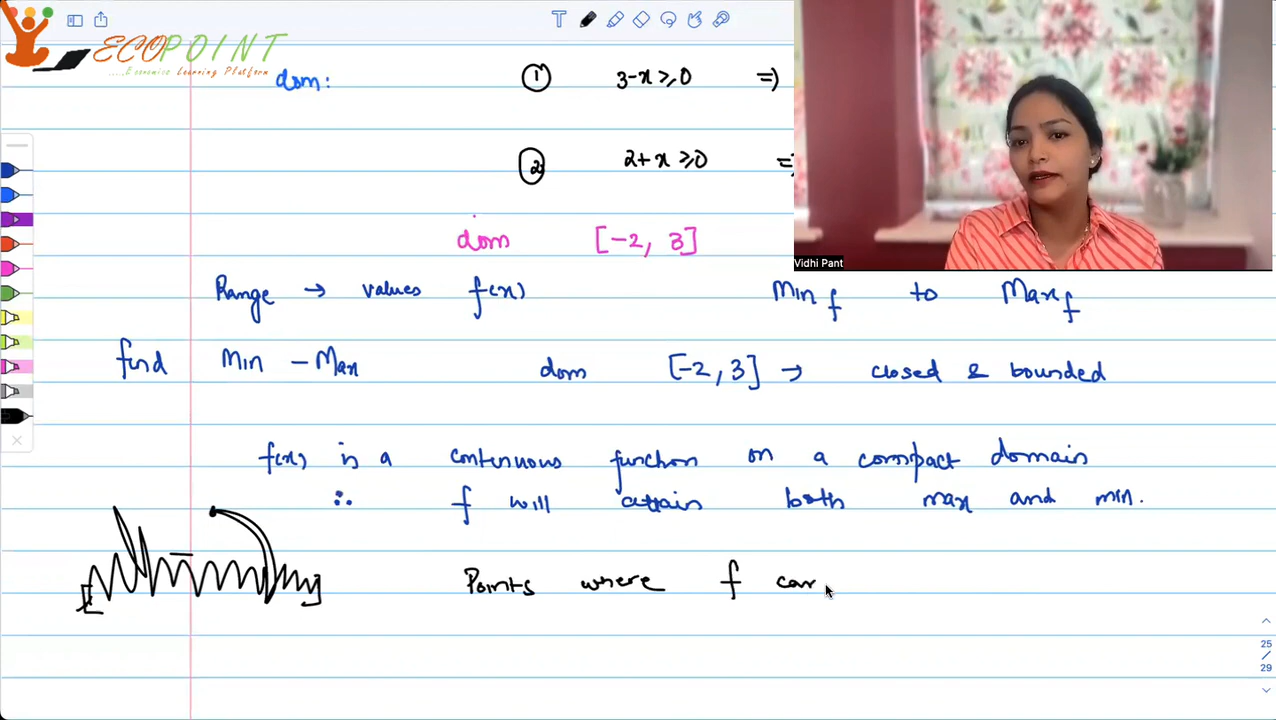 ECOPOINT
....Economics Learning Platform
dom: ① 3-x ≥ 0 =>
② 2+x ≥ 0 =>
dom [-2, 3]
Vidhi Pant
Range → values f(x) Min f to Max f
find Min - Max dom [-2, 3] → closed & bounded
f(x) is a continuous function on a compact domain
∴ f will attain both max and min.
Points where f can
25
/
29